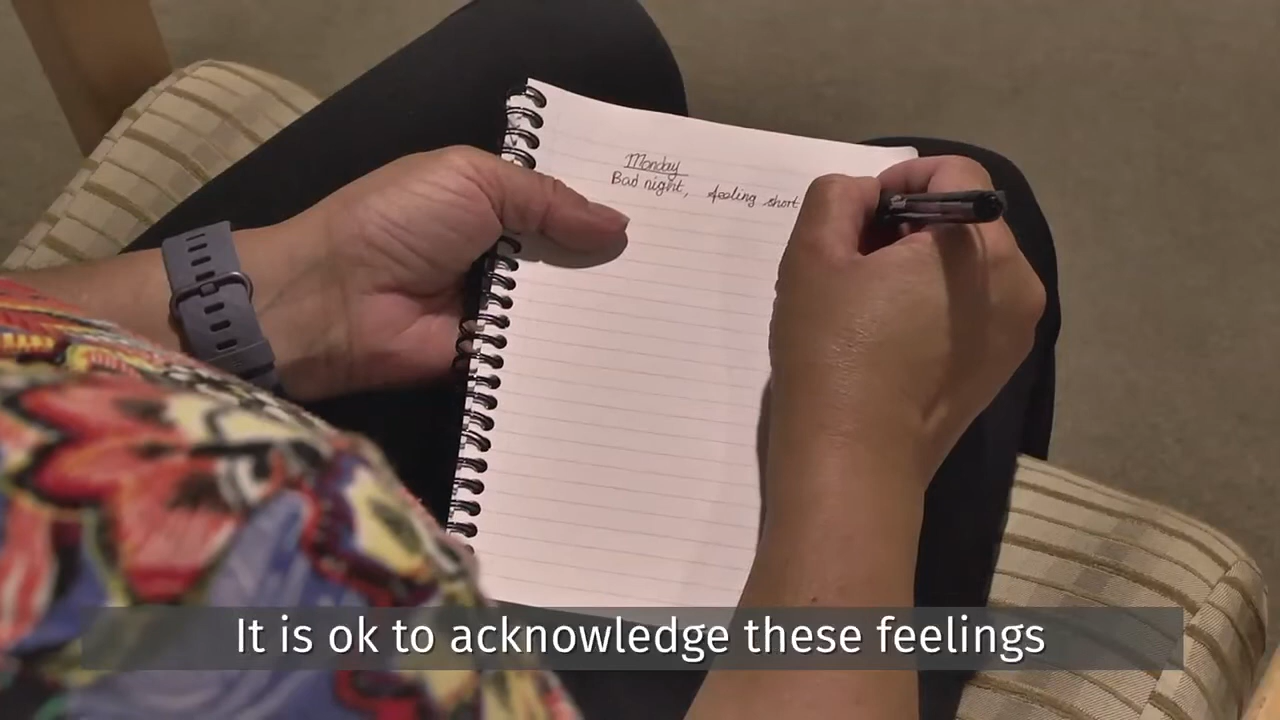 Monday
Bad night, feeling short
It is ok to acknowledge these feelings